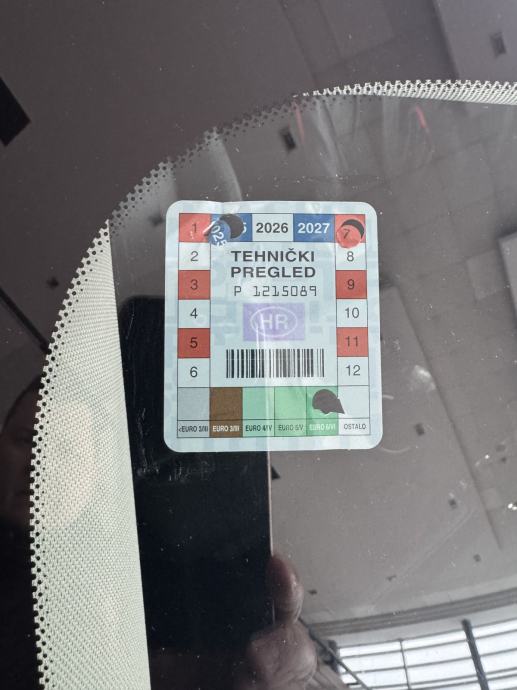 1 2026 2027 7
2 TEHNIČKI 8
PREGLED
3 P 1215089 9
4 HR 10
5 11
6 12
<EURO 3/III EURO 3/III EURO 4/IV EURO 5/V EURO 6/VI OSTALO